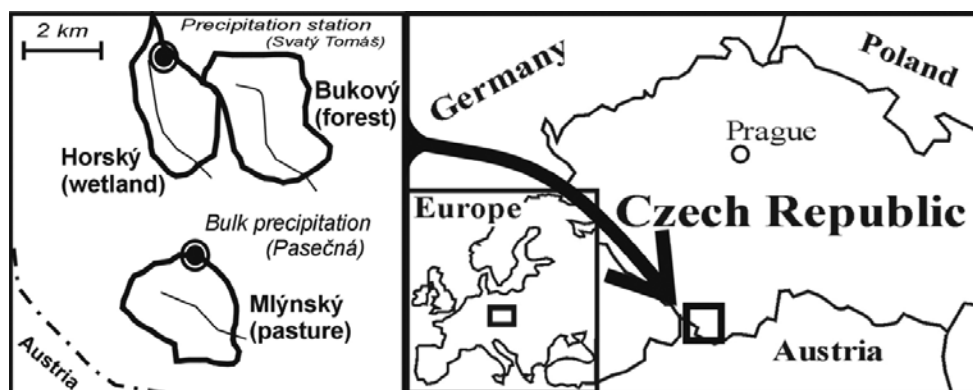 2 km
Precipitation station
(Svatý Tomáš)
Bukový
(forest)
Horský
(wetland)
Bulk precipitation
(Pasečná)
Mlýnský
(pasture)
Austria
Germany
Poland
Prague
Czech Republic
Europe
Austria